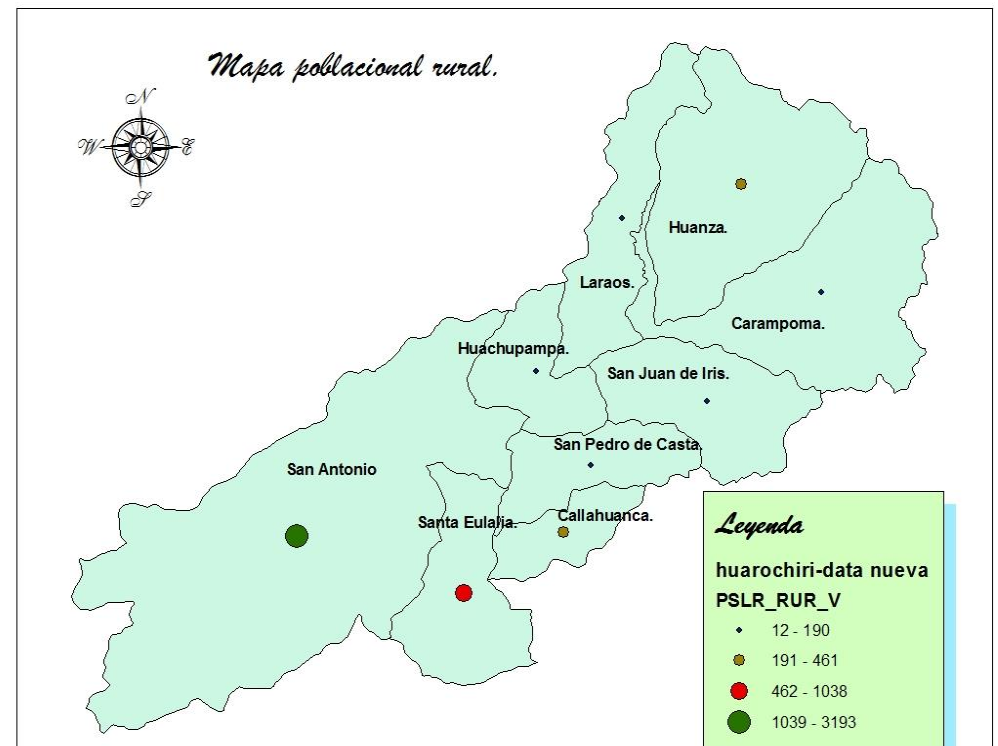 Mapa poblacional rural.
N
W
E
S
Huanza.
Laraos.
Carampoma.
Huachupampa.
San Juan de Iris.
San Pedro de Casta.
San Antonio
Callahuanca.
Santa Eulalia.
Leyenda
huarochiri-data nueva
PSLR_RUR_V
12 - 190
191 - 461
462 - 1038
1039 - 3193